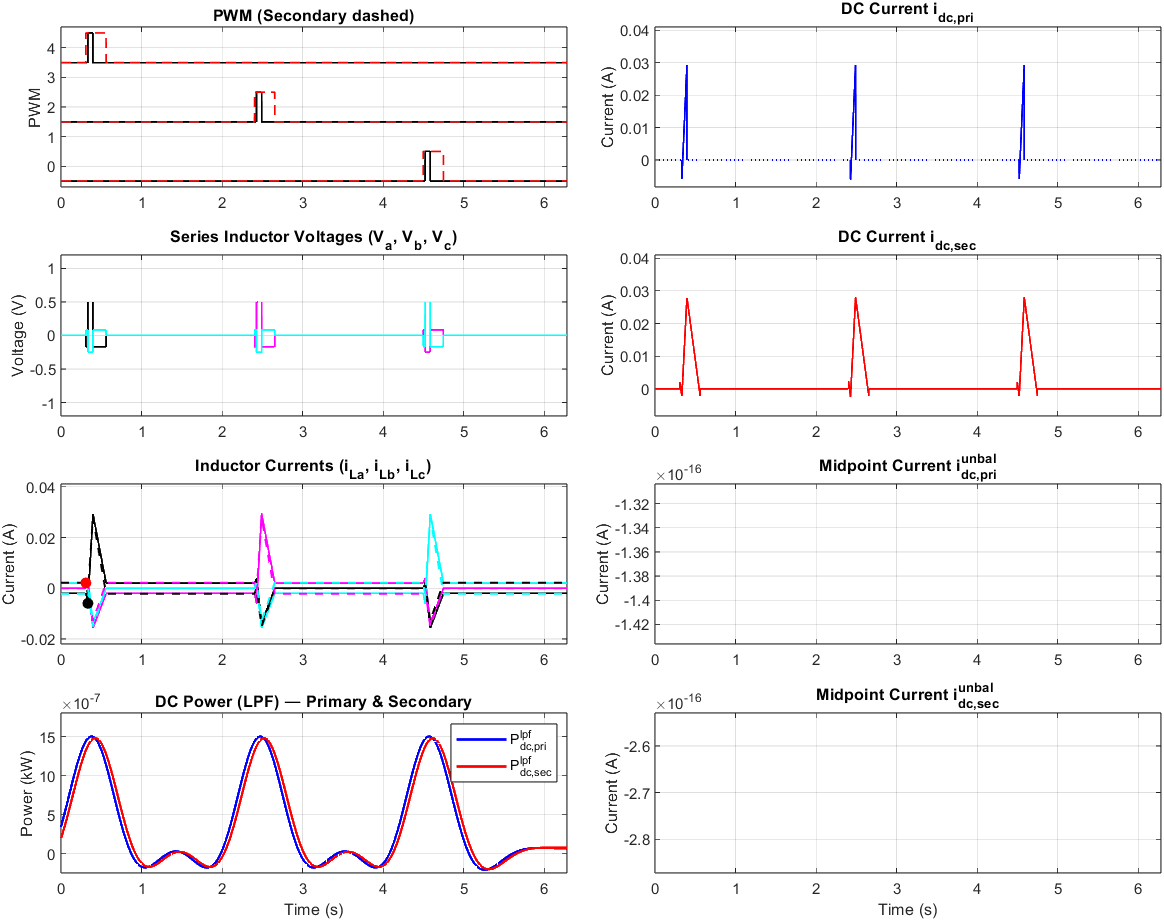 PWM (Secondary dashed)
PWM
4
3
2
1
0
0 1 2 3 4 5 6
DC Current i_dc,pri
Current (A)
0.04
0.03
0.02
0.01
0
0 1 2 3 4 5 6
Series Inductor Voltages (V_a, V_b, V_c)
Voltage (V)
1
0.5
0
-0.5
-1
0 1 2 3 4 5 6
DC Current i_dc,sec
Current (A)
0.04
0.03
0.02
0.01
0
0 1 2 3 4 5 6
Inductor Currents (i_La, i_Lb, i_Lc)
Current (A)
0.04
0.02
0
-0.02
0 1 2 3 4 5 6
Midpoint Current i_dc,pri^unbal
×10^-16
Current (A)
-1.32
-1.34
-1.36
-1.38
-1.4
-1.42
0 1 2 3 4 5 6
DC Power (LPF) — Primary & Secondary
×10^-7
Power (kW)
15
10
5
0
P_dc,pri^lpf
P_dc,sec^lpf
0 1 2 3 4 5 6
Time (s)
Midpoint Current i_dc,sec^unbal
×10^-16
Current (A)
-2.6
-2.7
-2.8
0 1 2 3 4 5 6
Time (s)